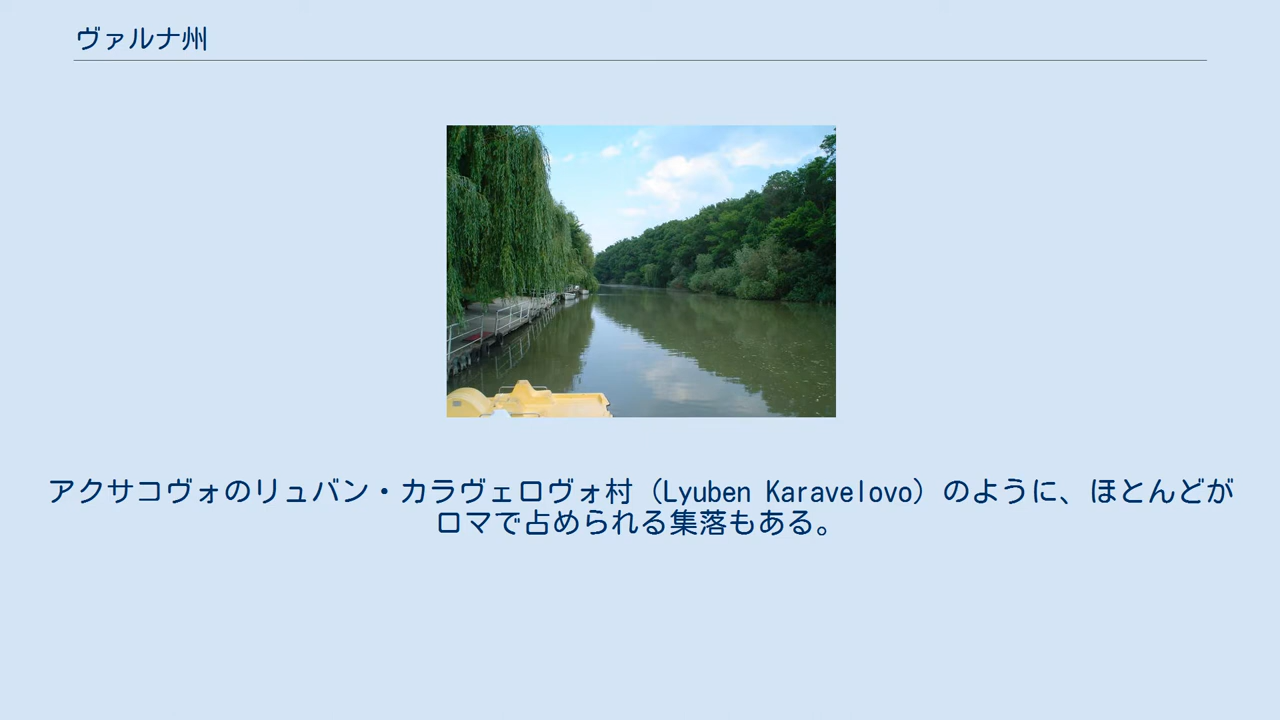 ヴァルナ州
アクサコヴォのリュバン・カラヴェロヴォ村（Lyuben Karavelovo）のように、ほとんどが
ロマで占められる集落もある。